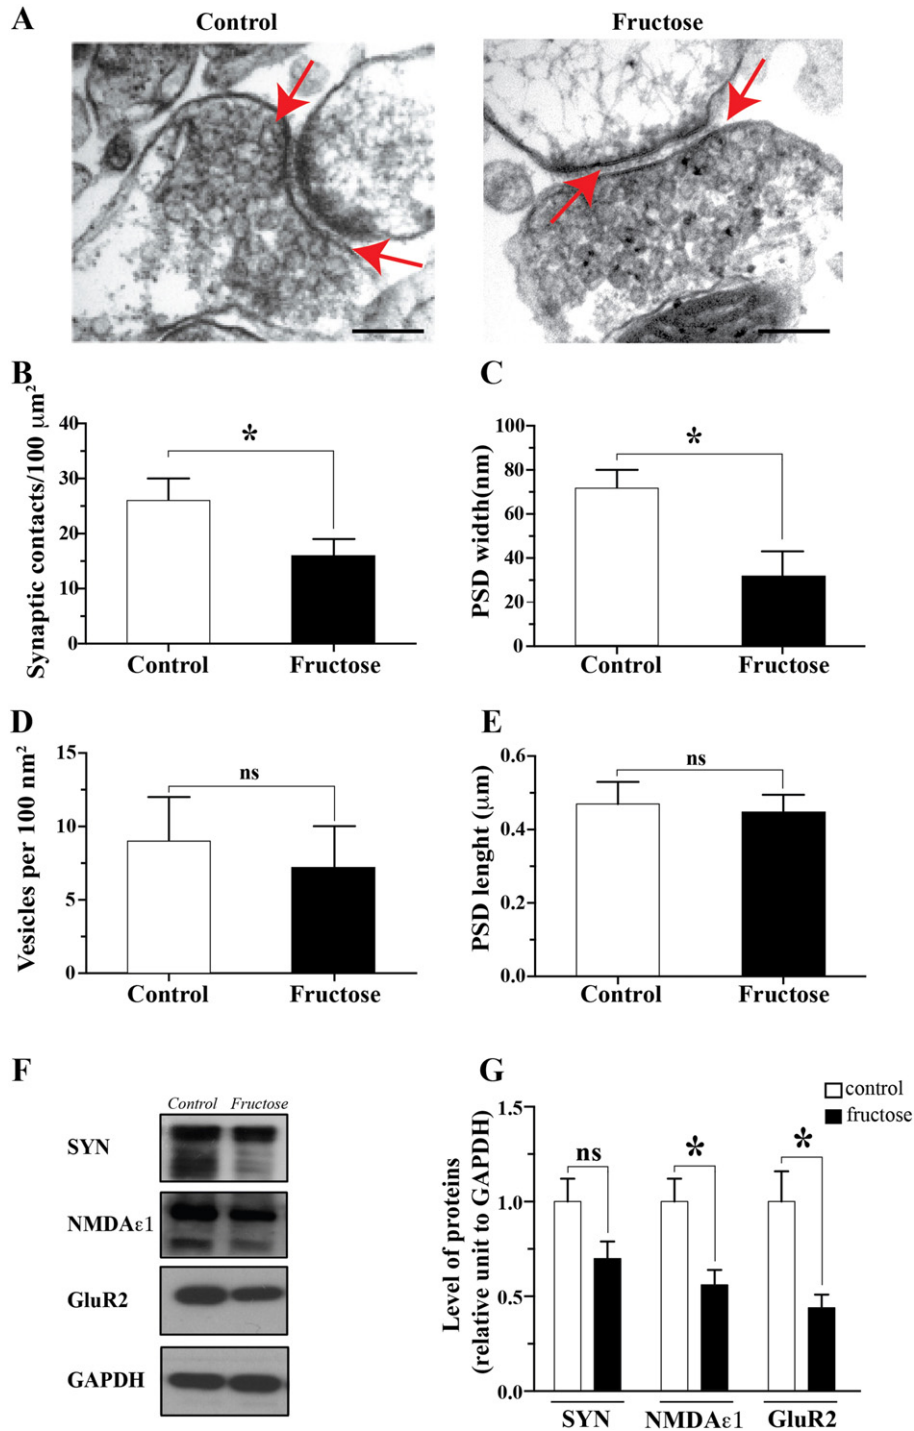 A
Control
Fructose
B
Synaptic contacts/100 μm²
40
30
20
10
0
*
Control
Fructose
C
PSD width(nm)
100
80
60
40
20
0
*
Control
Fructose
D
Vesicles per 100 nm²
15
10
5
0
ns
Control
Fructose
E
PSD lenght (μm)
0.6
0.4
0.2
0.0
ns
Control
Fructose
F
Control Fructose
SYN
NMDAε1
GluR2
GAPDH
G
control
fructose
Level of proteins
(relative unit to GAPDH)
1.5
1.0
0.5
0.0
ns
*
*
SYN
NMDAε1
GluR2